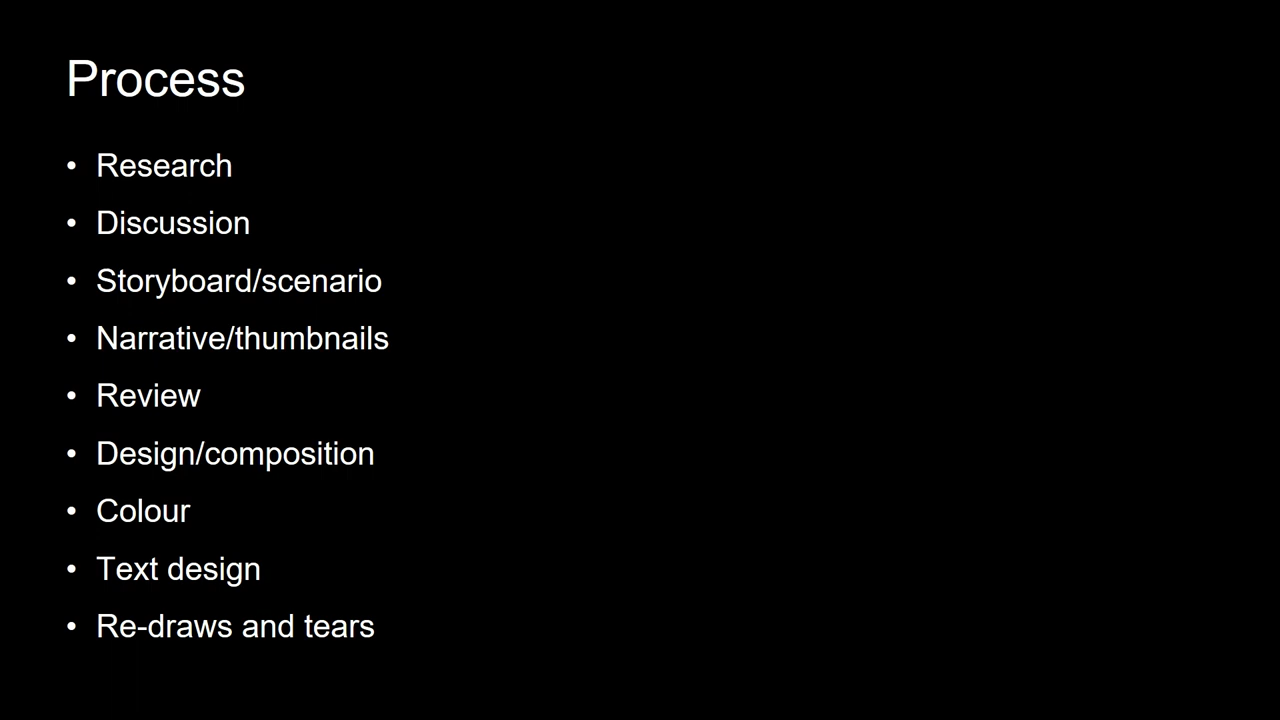 Process
• Research
• Discussion
• Storyboard/scenario
• Narrative/thumbnails
• Review
• Design/composition
• Colour
• Text design
• Re-draws and tears